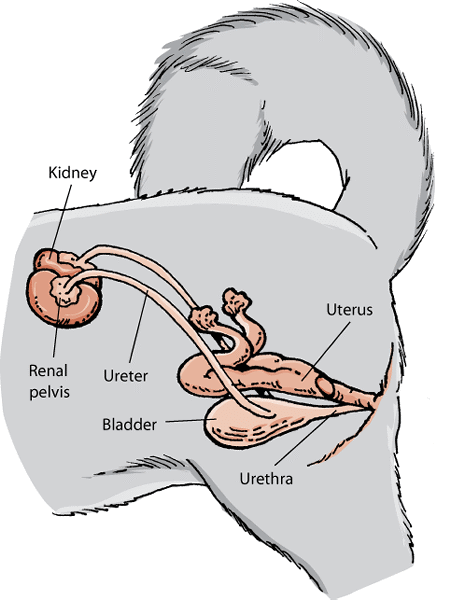 Kidney
Uterus
Renal
pelvis
Ureter
Bladder
Urethra